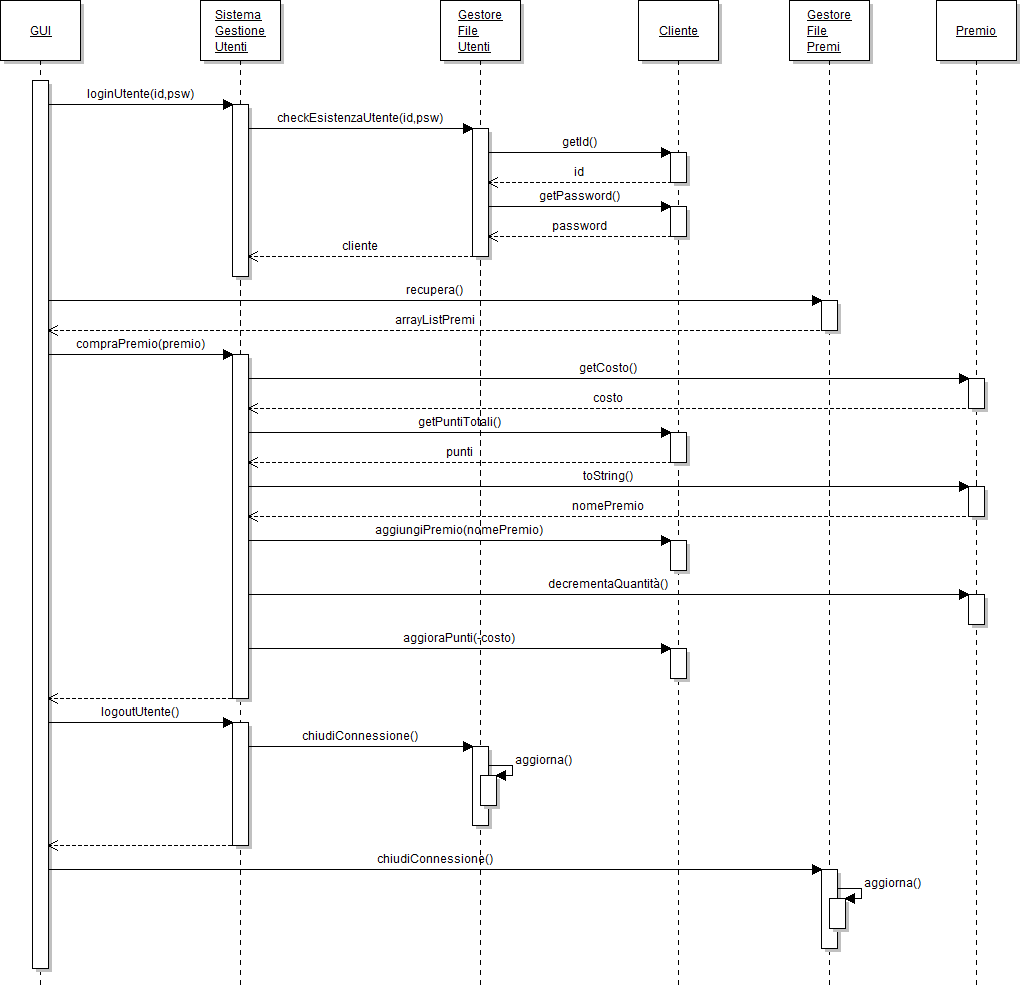 GUI
Sistema
Gestione
Utenti
Gestore
File
Utenti
Cliente
Gestore
File
Premi
Premio
loginUtente(id,psw)
checkEsistenzaUtente(id,psw)
getId()
id
getPassword()
password
cliente
recupera()
arrayListPremi
compraPremio(premio)
getCosto()
costo
getPuntiTotali()
punti
toString()
nomePremio
aggiungiPremio(nomePremio)
decrementaQuantità()
aggioraPunti(-costo)
logoutUtente()
chiudiConnessione()
aggiorna()
chiudiConnessione()
aggiorna()